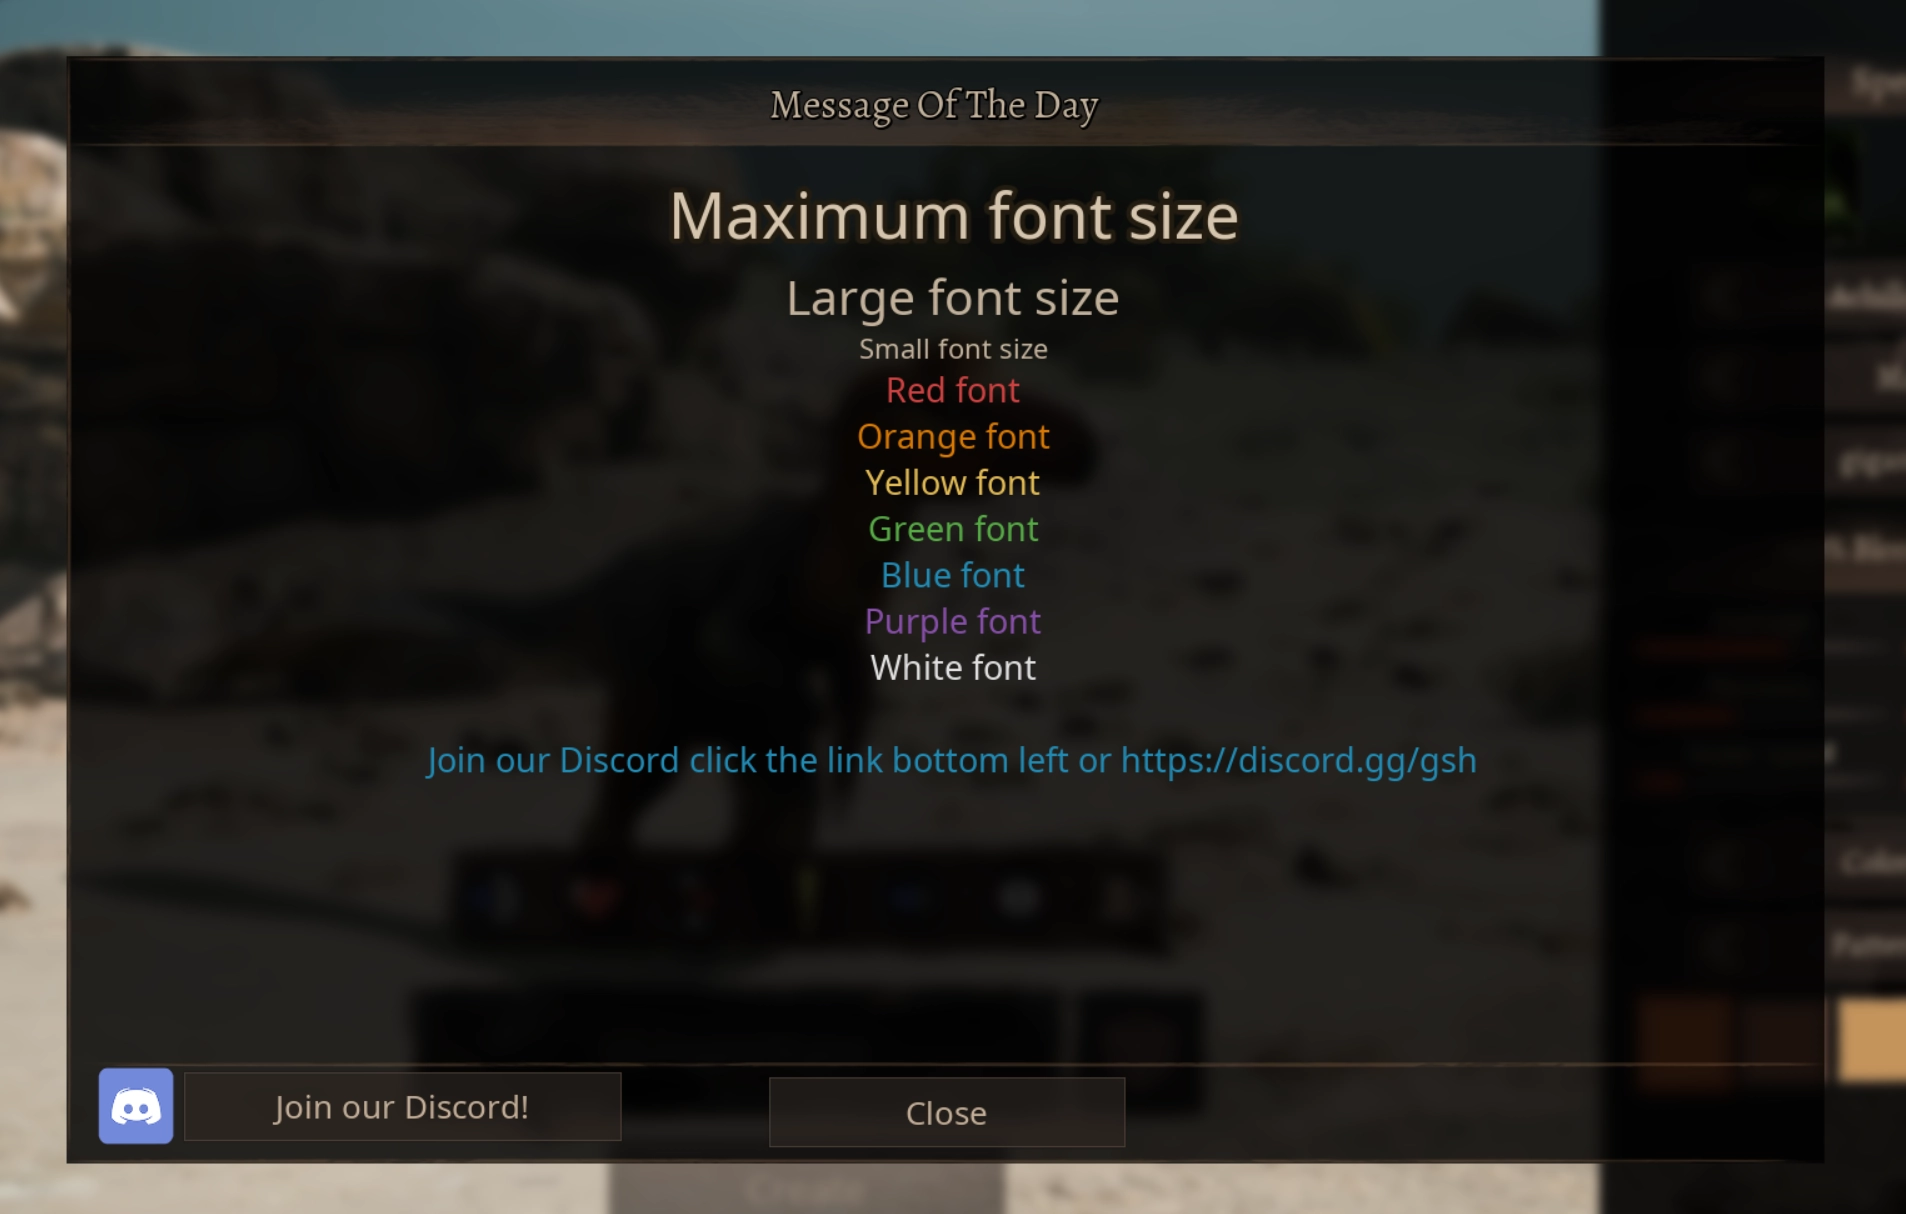 Message Of The Day
Maximum font size
Large font size
Small font size
Red font
Orange font
Yellow font
Green font
Blue font
Purple font
White font
Join our Discord click the link bottom left or https://discord.gg/gsh
Join our Discord!
Close
Create